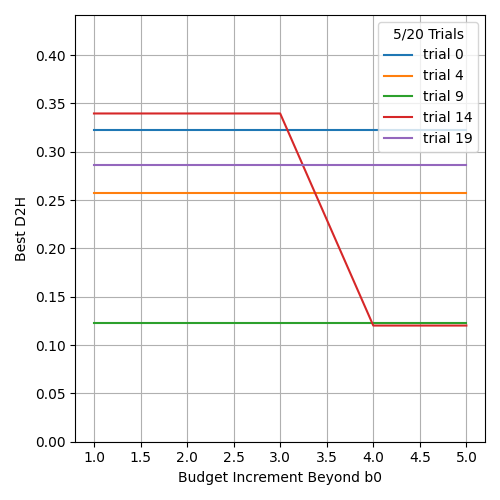 5/20 Trials
trial 0
trial 4
trial 9
trial 14
trial 19
0.40
0.35
0.30
0.25
0.20
0.15
0.10
0.05
0.00
Best D2H
1.0 1.5 2.0 2.5 3.0 3.5 4.0 4.5 5.0
Budget Increment Beyond b0